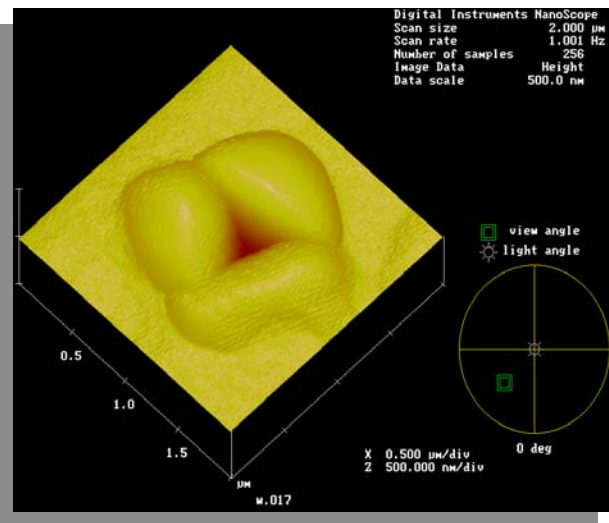 Digital Instruments NanoScope
Scan size 2.000 µm
Scan rate 1.001 Hz
Number of samples 256
Image Data Height
Data scale 500.0 nm
view angle
light angle
0.5
1.0
1.5
µm
X 0.500 µm/div
Z 500.000 nm/div
0 deg
w.017